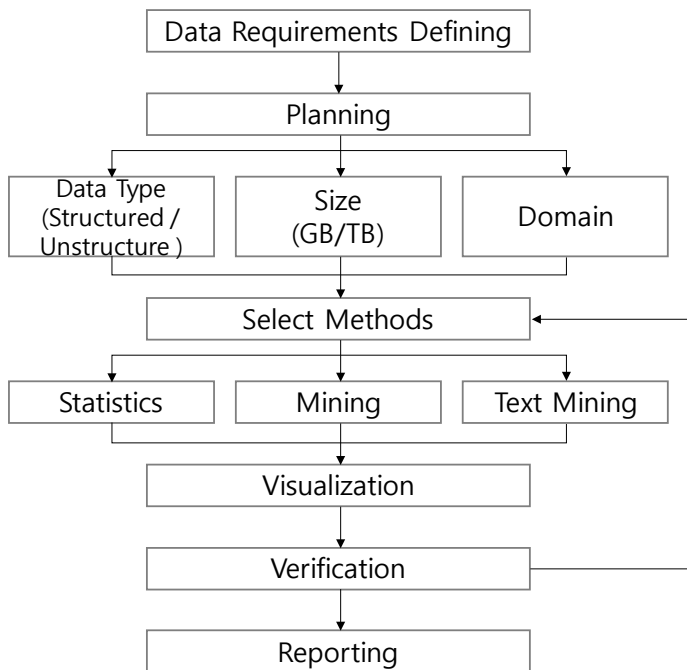 Data Requirements Defining
Planning
Data Type
(Structured /
Unstructure )
Size
(GB/TB)
Domain
Select Methods
Statistics
Mining
Text Mining
Visualization
Verification
Reporting